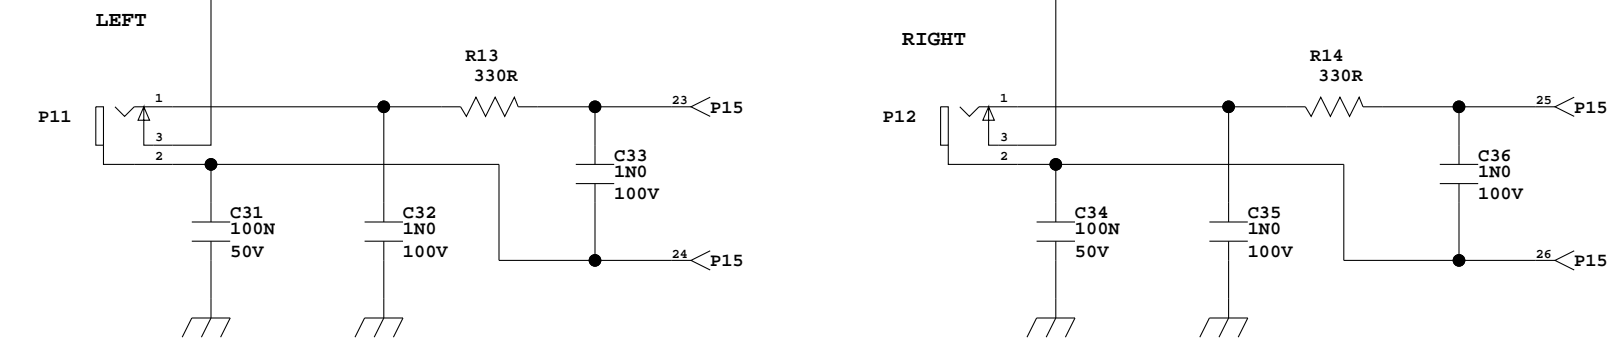 LEFT
RIGHT
R13
330R
R14
330R
P11
1
3
2
23
P15
P12
1
3
2
25
P15
C33
1N0
100V
C36
1N0
100V
C31
100N
50V
C32
1N0
100V
24
P15
C34
100N
50V
C35
1N0
100V
26
P15